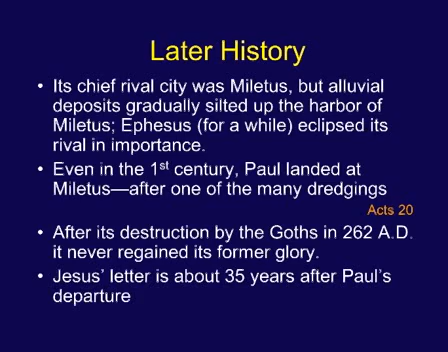 Later History
• Its chief rival city was Miletus, but alluvial
deposits gradually silted up the harbor of
Miletus; Ephesus (for a while) eclipsed its
rival in importance.
• Even in the 1st century, Paul landed at
Miletus—after one of the many dredgings
Acts 20
• After its destruction by the Goths in 262 A.D.
it never regained its former glory.
• Jesus' letter is about 35 years after Paul's
departure